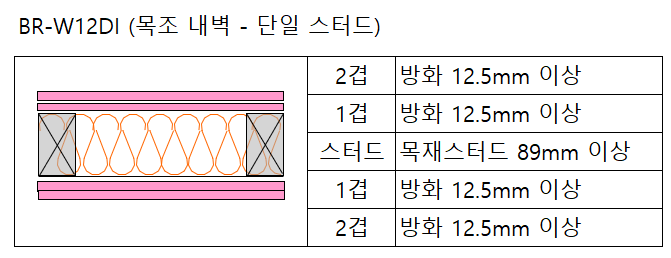 BR-W12DI (목조 내벽 - 단일 스터드)
2겹 방화 12.5mm 이상
1겹 방화 12.5mm 이상
스터드 목재스터드 89mm 이상
1겹 방화 12.5mm 이상
2겹 방화 12.5mm 이상